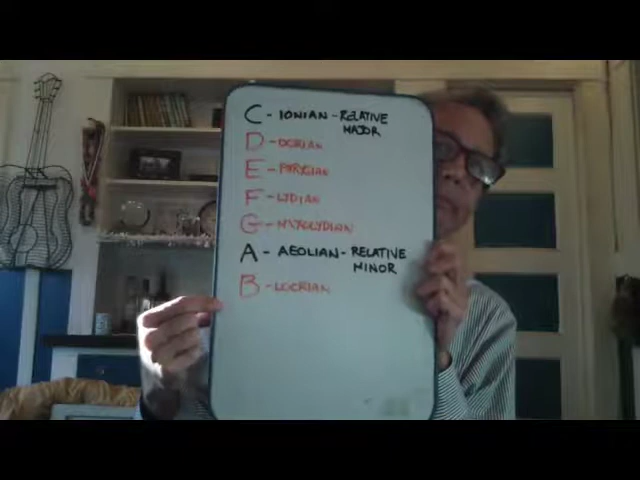 C - IONIAN - RELATIVE
MAJOR
D - DORIAN
E - PHRYGIAN
F - LYDIAN
G - MIXOLYDIAN
A - AEOLIAN - RELATIVE
MINOR
B - LOCRIAN